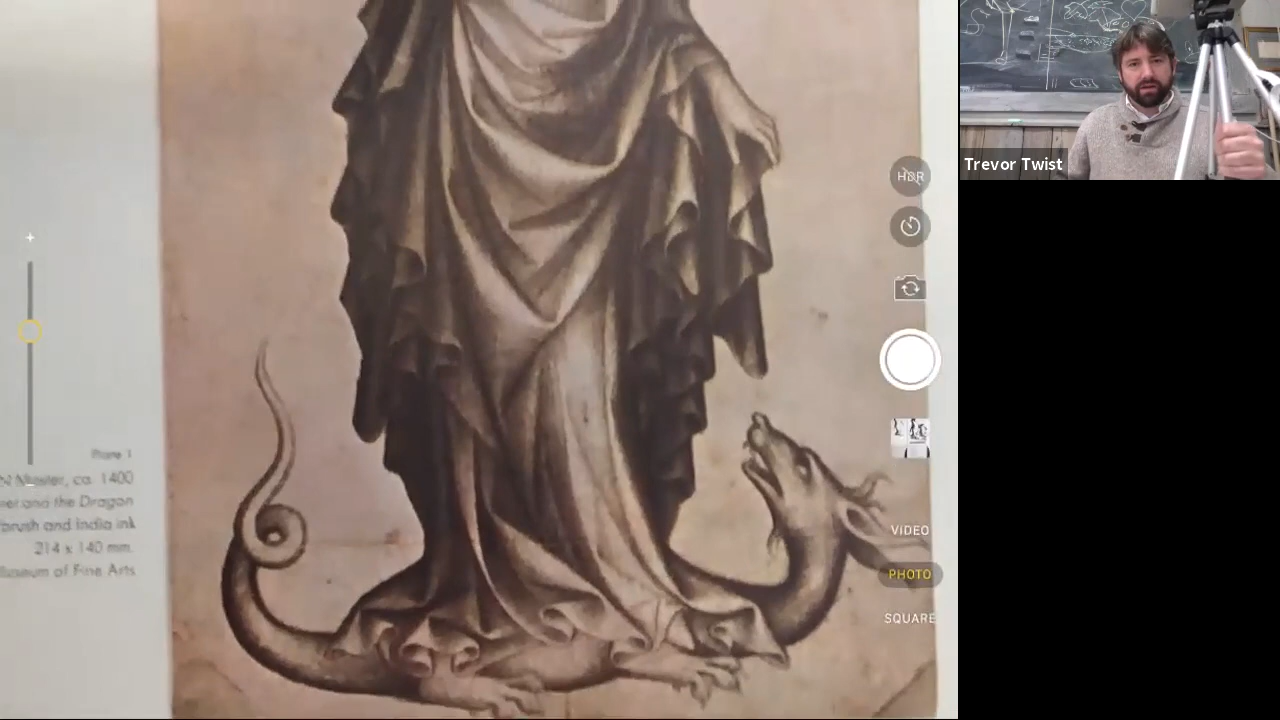 Plate 1
Master, ca. 1400
and the Dragon
brush and India ink
214 x 140 mm.
Museum of Fine Arts
HDR
VIDEO
PHOTO
SQUARE
Trevor Twist